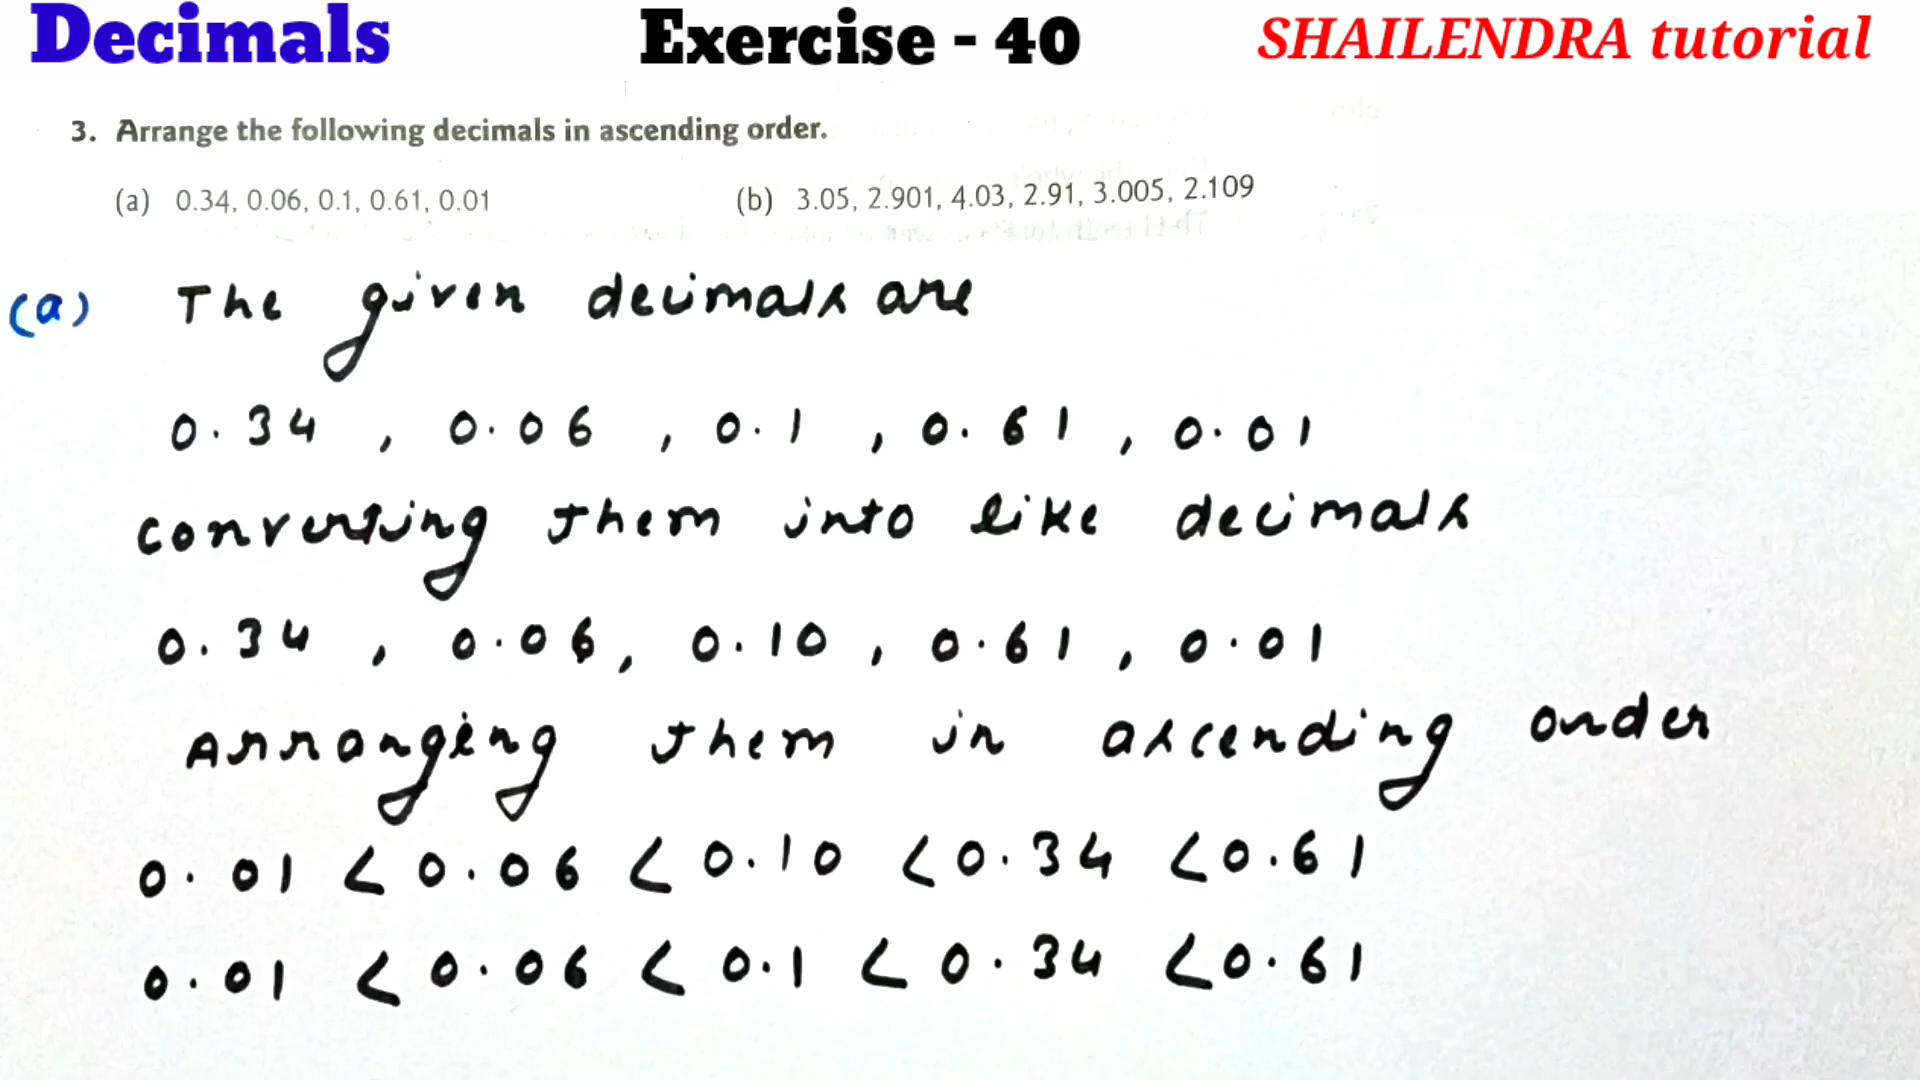 Decimals Exercise - 40 SHAILENDRA tutorial
3. Arrange the following decimals in ascending order.
(a) 0.34, 0.06, 0.1, 0.61, 0.01 (b) 3.05, 2.901, 4.03, 2.91, 3.005, 2.109
(a) The given decimals are
0.34 , 0.06 , 0.1 , 0.61 , 0.01
converting them into like decimals
0.34 , 0.06 , 0.10 , 0.61 , 0.01
Arranging them in ascending order
0.01 < 0.06 < 0.10 < 0.34 < 0.61
0.01 < 0.06 < 0.1 < 0.34 < 0.61